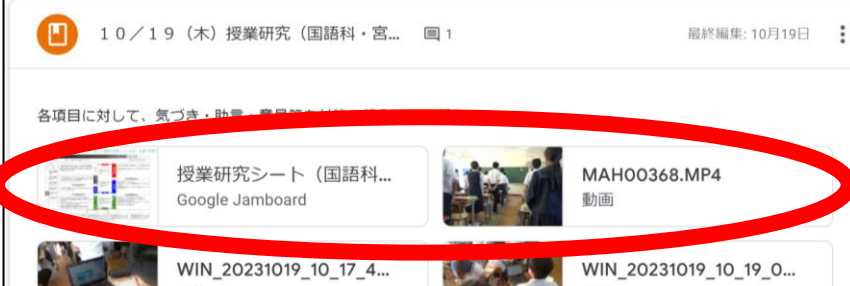 10/19(木)授業研究(国語科・宮... 1
最終編集: 10月19日
各項目に対して、気づき・助言・
授業研究シート(国語科...
Google Jamboard
MAH00368.MP4
動画
WIN_20231019_10_17_4...
WIN_20231019_10_19_0...